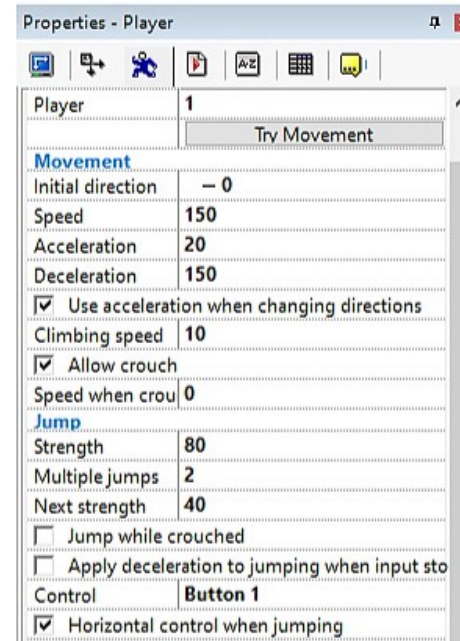 Properties - Player
A-Z
Player 1
Try Movement
Movement
Initial direction – 0
Speed 150
Acceleration 20
Deceleration 150
Use acceleration when changing directions
Climbing speed 10
Allow crouch
Speed when crou 0
Jump
Strength 80
Multiple jumps 2
Next strength 40
Jump while crouched
Apply deceleration to jumping when input sto
Control Button 1
Horizontal control when jumping